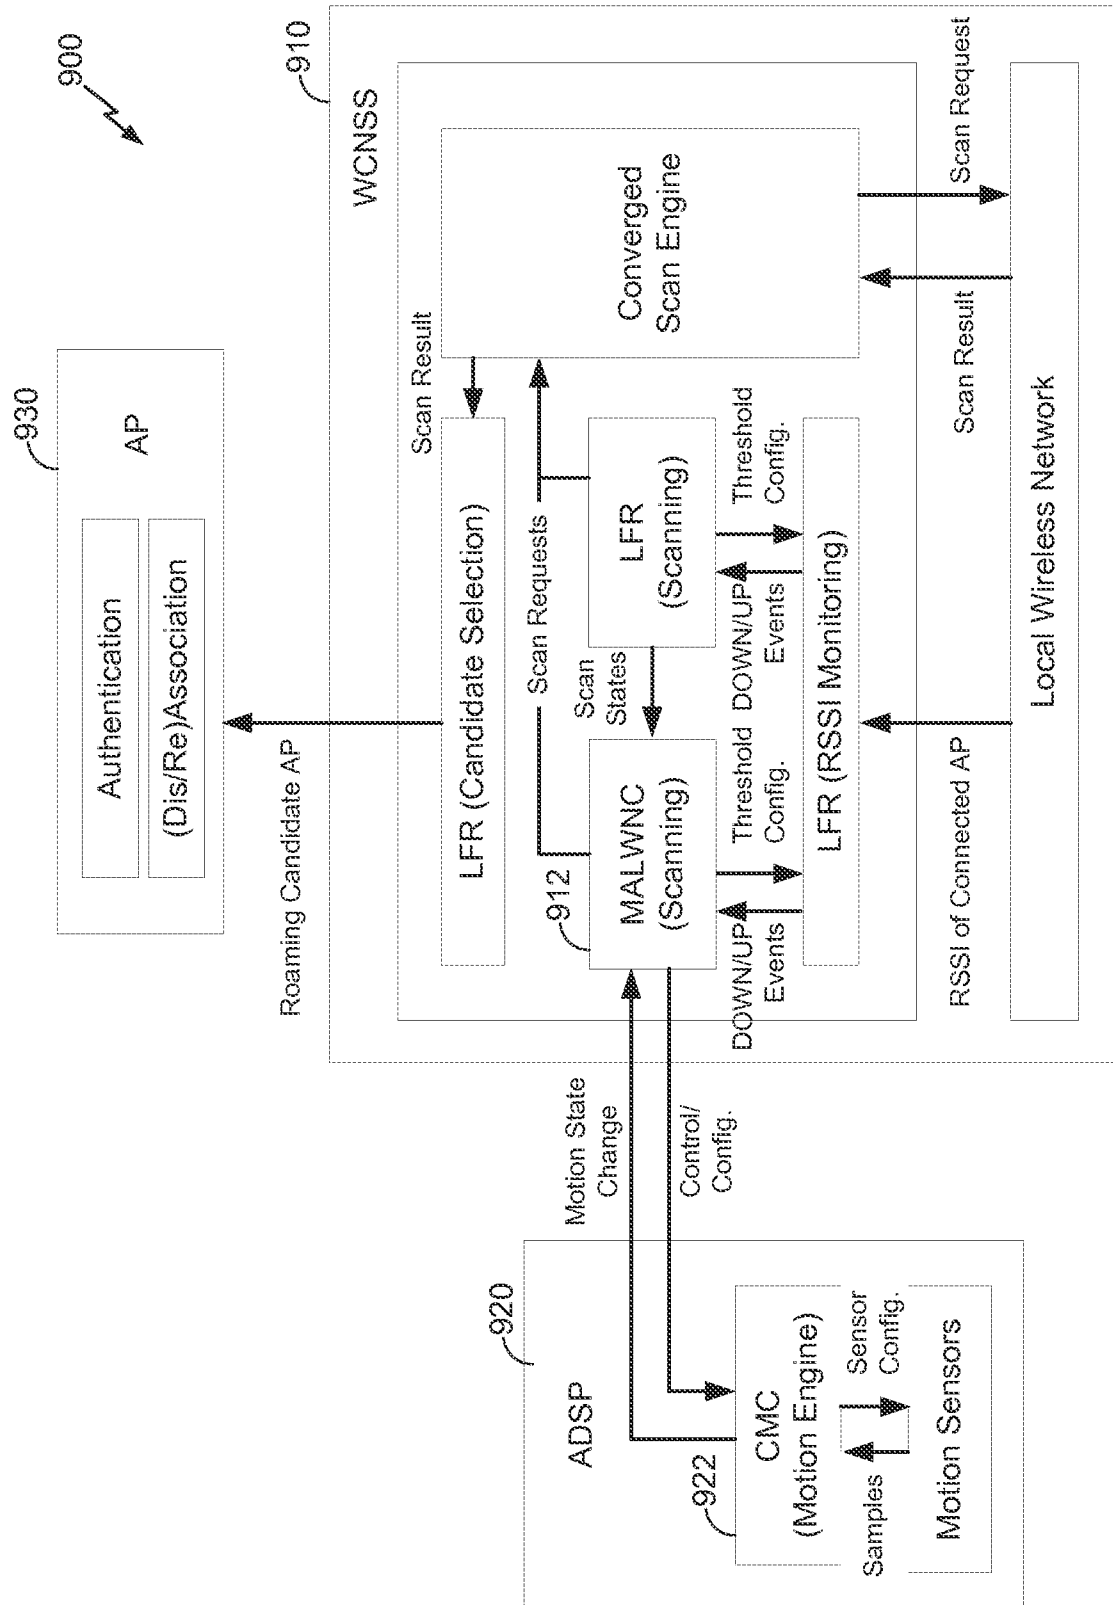 900
930
AP
Authentication
(Dis/Re)Association
Roaming Candidate AP
910
WCNSS
Scan Result
LFR (Candidate Selection)
Converged
Scan Engine
Scan Requests
912
MALWNC
(Scanning)
Scan
States
LFR
(Scanning)
DOWN/UP
Events
Threshold
Config.
DOWN/UP
Events
Threshold
Config.
LFR (RSSI Monitoring)
RSSI of Connected AP
Scan Result
Scan Request
Local Wireless Network
Motion State
Change
Control/
Config.
920
ADSP
922
CMC
(Motion Engine)
Samples
Sensor
Config.
Motion Sensors